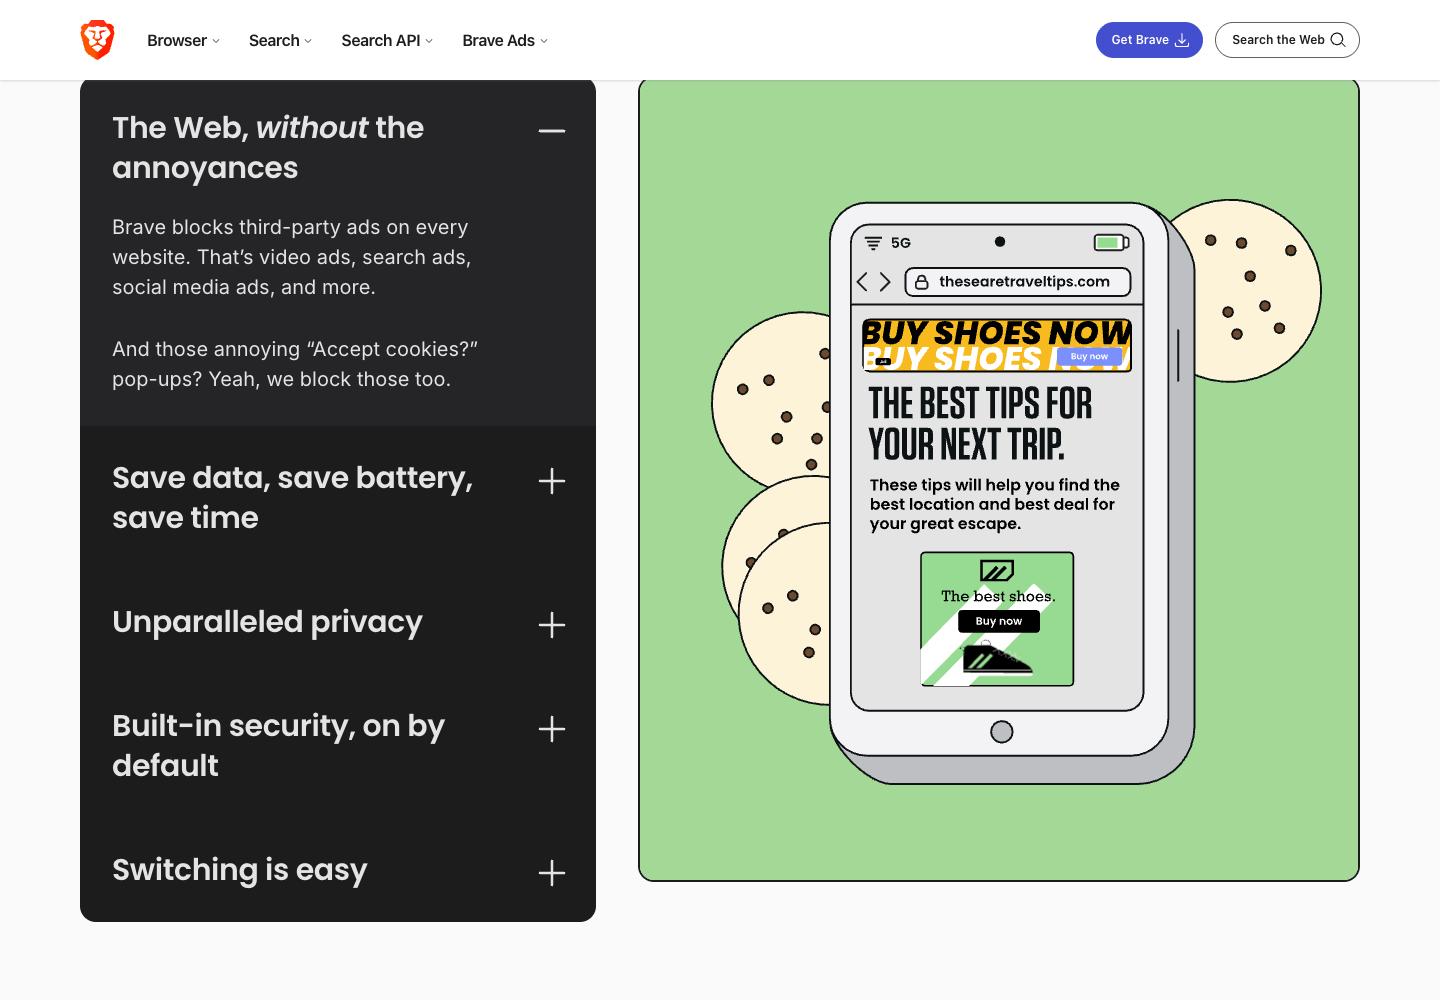 Browser
Search
Search API
Brave Ads
Get Brave
Search the Web
The Web, without the
annoyances
Brave blocks third-party ads on every
website. That’s video ads, search ads,
social media ads, and more.
And those annoying “Accept cookies?”
pop-ups? Yeah, we block those too.
Save data, save battery,
save time
Unparalleled privacy
Built-in security, on by
default
Switching is easy
5G
thesearetraveltips.com
BUY SHOES NOW
BUY SHOES NOW
Buy now
THE BEST TIPS FOR
YOUR NEXT TRIP.
These tips will help you find the
best location and best deal for
your great escape.
The best shoes.
Buy now